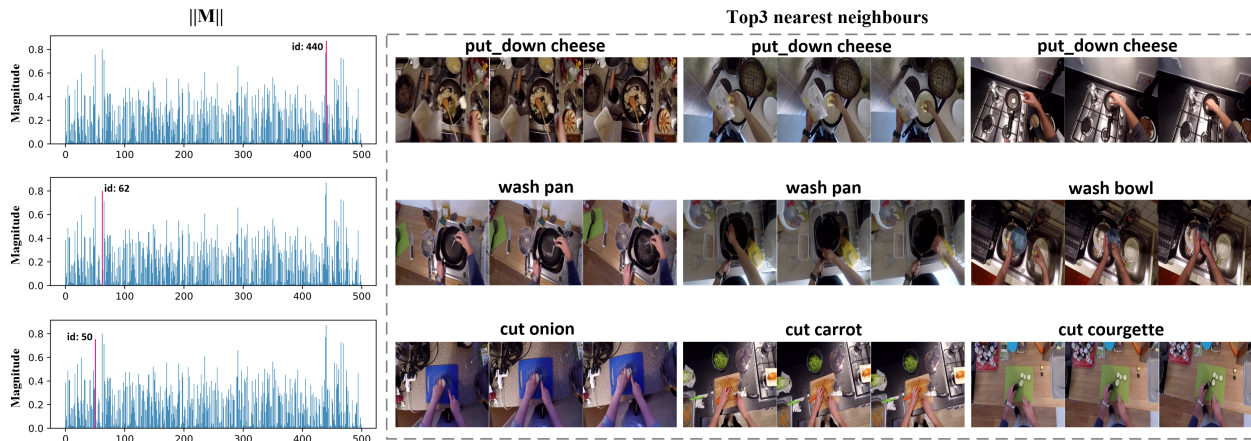 ||M||
Top3 nearest neighbours
Magnitude
0.8
0.6
0.4
0.2
0.0
id: 440
0 100 200 300 400 500
put_down cheese put_down cheese put_down cheese
Magnitude
0.8
0.6
0.4
0.2
0.0
id: 62
0 100 200 300 400 500
wash pan wash pan wash bowl
Magnitude
0.8
0.6
0.4
0.2
0.0
id: 50
0 100 200 300 400 500
cut onion cut carrot cut courgette